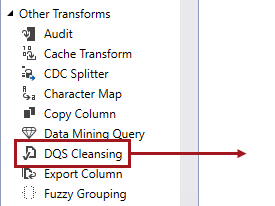 Other Transforms
Audit
Cache Transform
CDC Splitter
Character Map
Copy Column
Data Mining Query
DQS Cleansing
Export Column
Fuzzy Grouping